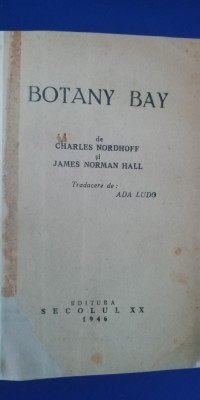 BOTANY BAY
de
CHARLES NORDHOFF
și
JAMES NORMAN HALL
Traducere de :
ADA LUDO
EDITURA
SECOLUL XX
1946